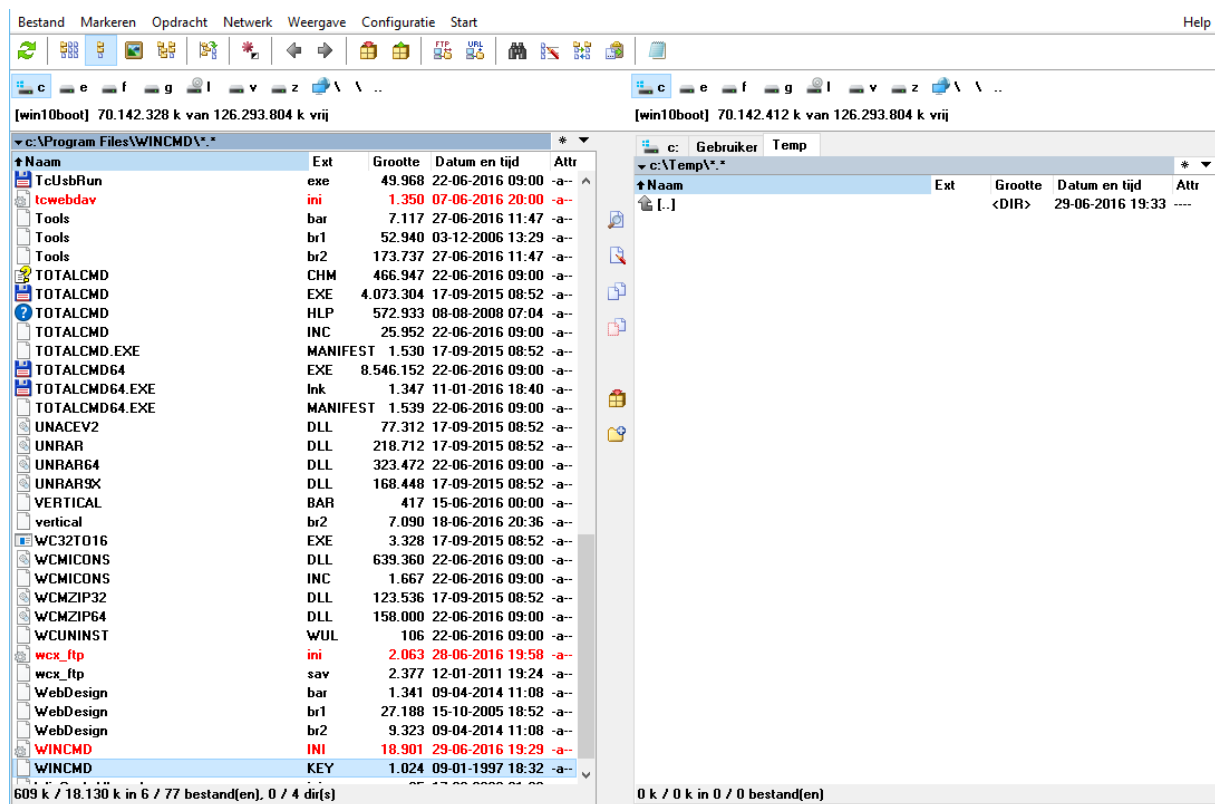 Bestand Markeren Opdracht Netwerk Weergave Configuratie Start Help
FTP URL
c e f g l v z \ \ ..
[win10boot] 70.142.328 k van 126.293.804 k vrij
c:\Program Files\WINCMD\*.* * 
Naam Ext Grootte Datum en tijd Attr
TcUsbRun exe 49.968 22-06-2016 09:00 -a--
tcwebdav ini 1.350 07-06-2016 20:00 -a--
Tools bar 7.117 27-06-2016 11:47 -a--
Tools br1 52.940 03-12-2006 13:29 -a--
Tools br2 173.737 27-06-2016 11:47 -a--
TOTALCMD CHM 466.947 22-06-2016 09:00 -a--
TOTALCMD EXE 4.073.304 17-09-2015 08:52 -a--
TOTALCMD HLP 572.933 08-08-2008 07:04 -a--
TOTALCMD INC 25.952 22-06-2016 09:00 -a--
TOTALCMD.EXE MANIFEST 1.530 17-09-2015 08:52 -a--
TOTALCMD64 EXE 8.546.152 22-06-2016 09:00 -a--
TOTALCMD64.EXE lnk 1.347 11-01-2016 18:40 -a--
TOTALCMD64.EXE MANIFEST 1.539 22-06-2016 09:00 -a--
UNACEV2 DLL 77.312 17-09-2015 08:52 -a--
UNRAR DLL 218.712 17-09-2015 08:52 -a--
UNRAR64 DLL 323.472 22-06-2016 09:00 -a--
UNRAR9X DLL 168.448 17-09-2015 08:52 -a--
VERTICAL BAR 417 15-06-2016 00:00 -a--
vertical br2 7.090 18-06-2016 20:36 -a--
WC32TO16 EXE 3.328 17-09-2015 08:52 -a--
WCMICONS DLL 639.360 22-06-2016 09:00 -a--
WCMICONS INC 1.667 22-06-2016 09:00 -a--
WCMZIP32 DLL 123.536 17-09-2015 08:52 -a--
WCMZIP64 DLL 158.000 22-06-2016 09:00 -a--
WCUNINST WUL 106 22-06-2016 09:00 -a--
wcx_ftp ini 2.063 28-06-2016 19:58 -a--
wcx_ftp sav 2.377 12-01-2011 19:24 -a--
WebDesign bar 1.341 09-04-2014 11:08 -a--
WebDesign br1 27.188 15-10-2005 18:52 -a--
WebDesign br2 9.323 09-04-2014 11:08 -a--
WINCMD INI 18.901 29-06-2016 19:29 -a--
WINCMD KEY 1.024 09-01-1997 18:32 -a--
609 k / 18.130 k in 6 / 77 bestand(en), 0 / 4 dir(s)
c e f g l v z \ \ ..
[win10boot] 70.142.412 k van 126.293.804 k vrij
c: Gebruiker Temp
c:\Temp\*.* *
Naam Ext Grootte Datum en tijd Attr
[..] <DIR> 29-06-2016 19:33 ----
0 k / 0 k in 0 / 0 bestand(en)